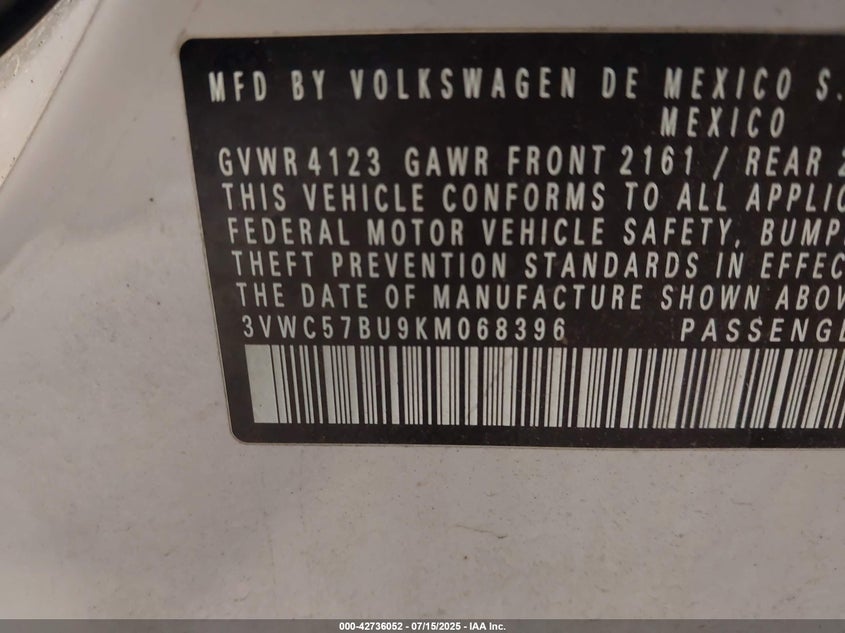 MFD BY VOLKSWAGEN DE MEXICO S.
MEXICO
GVWR 4123 GAWR FRONT 2161 / REAR 2
THIS VEHICLE CONFORMS TO ALL APPLIC
FEDERAL MOTOR VEHICLE SAFETY, BUMP
THEFT PREVENTION STANDARDS IN EFFEC
THE DATE OF MANUFACTURE SHOWN ABOV
3VWC57BU9KM068396 PASSENGE
000-42736052 - 07/15/2025 - IAA Inc.